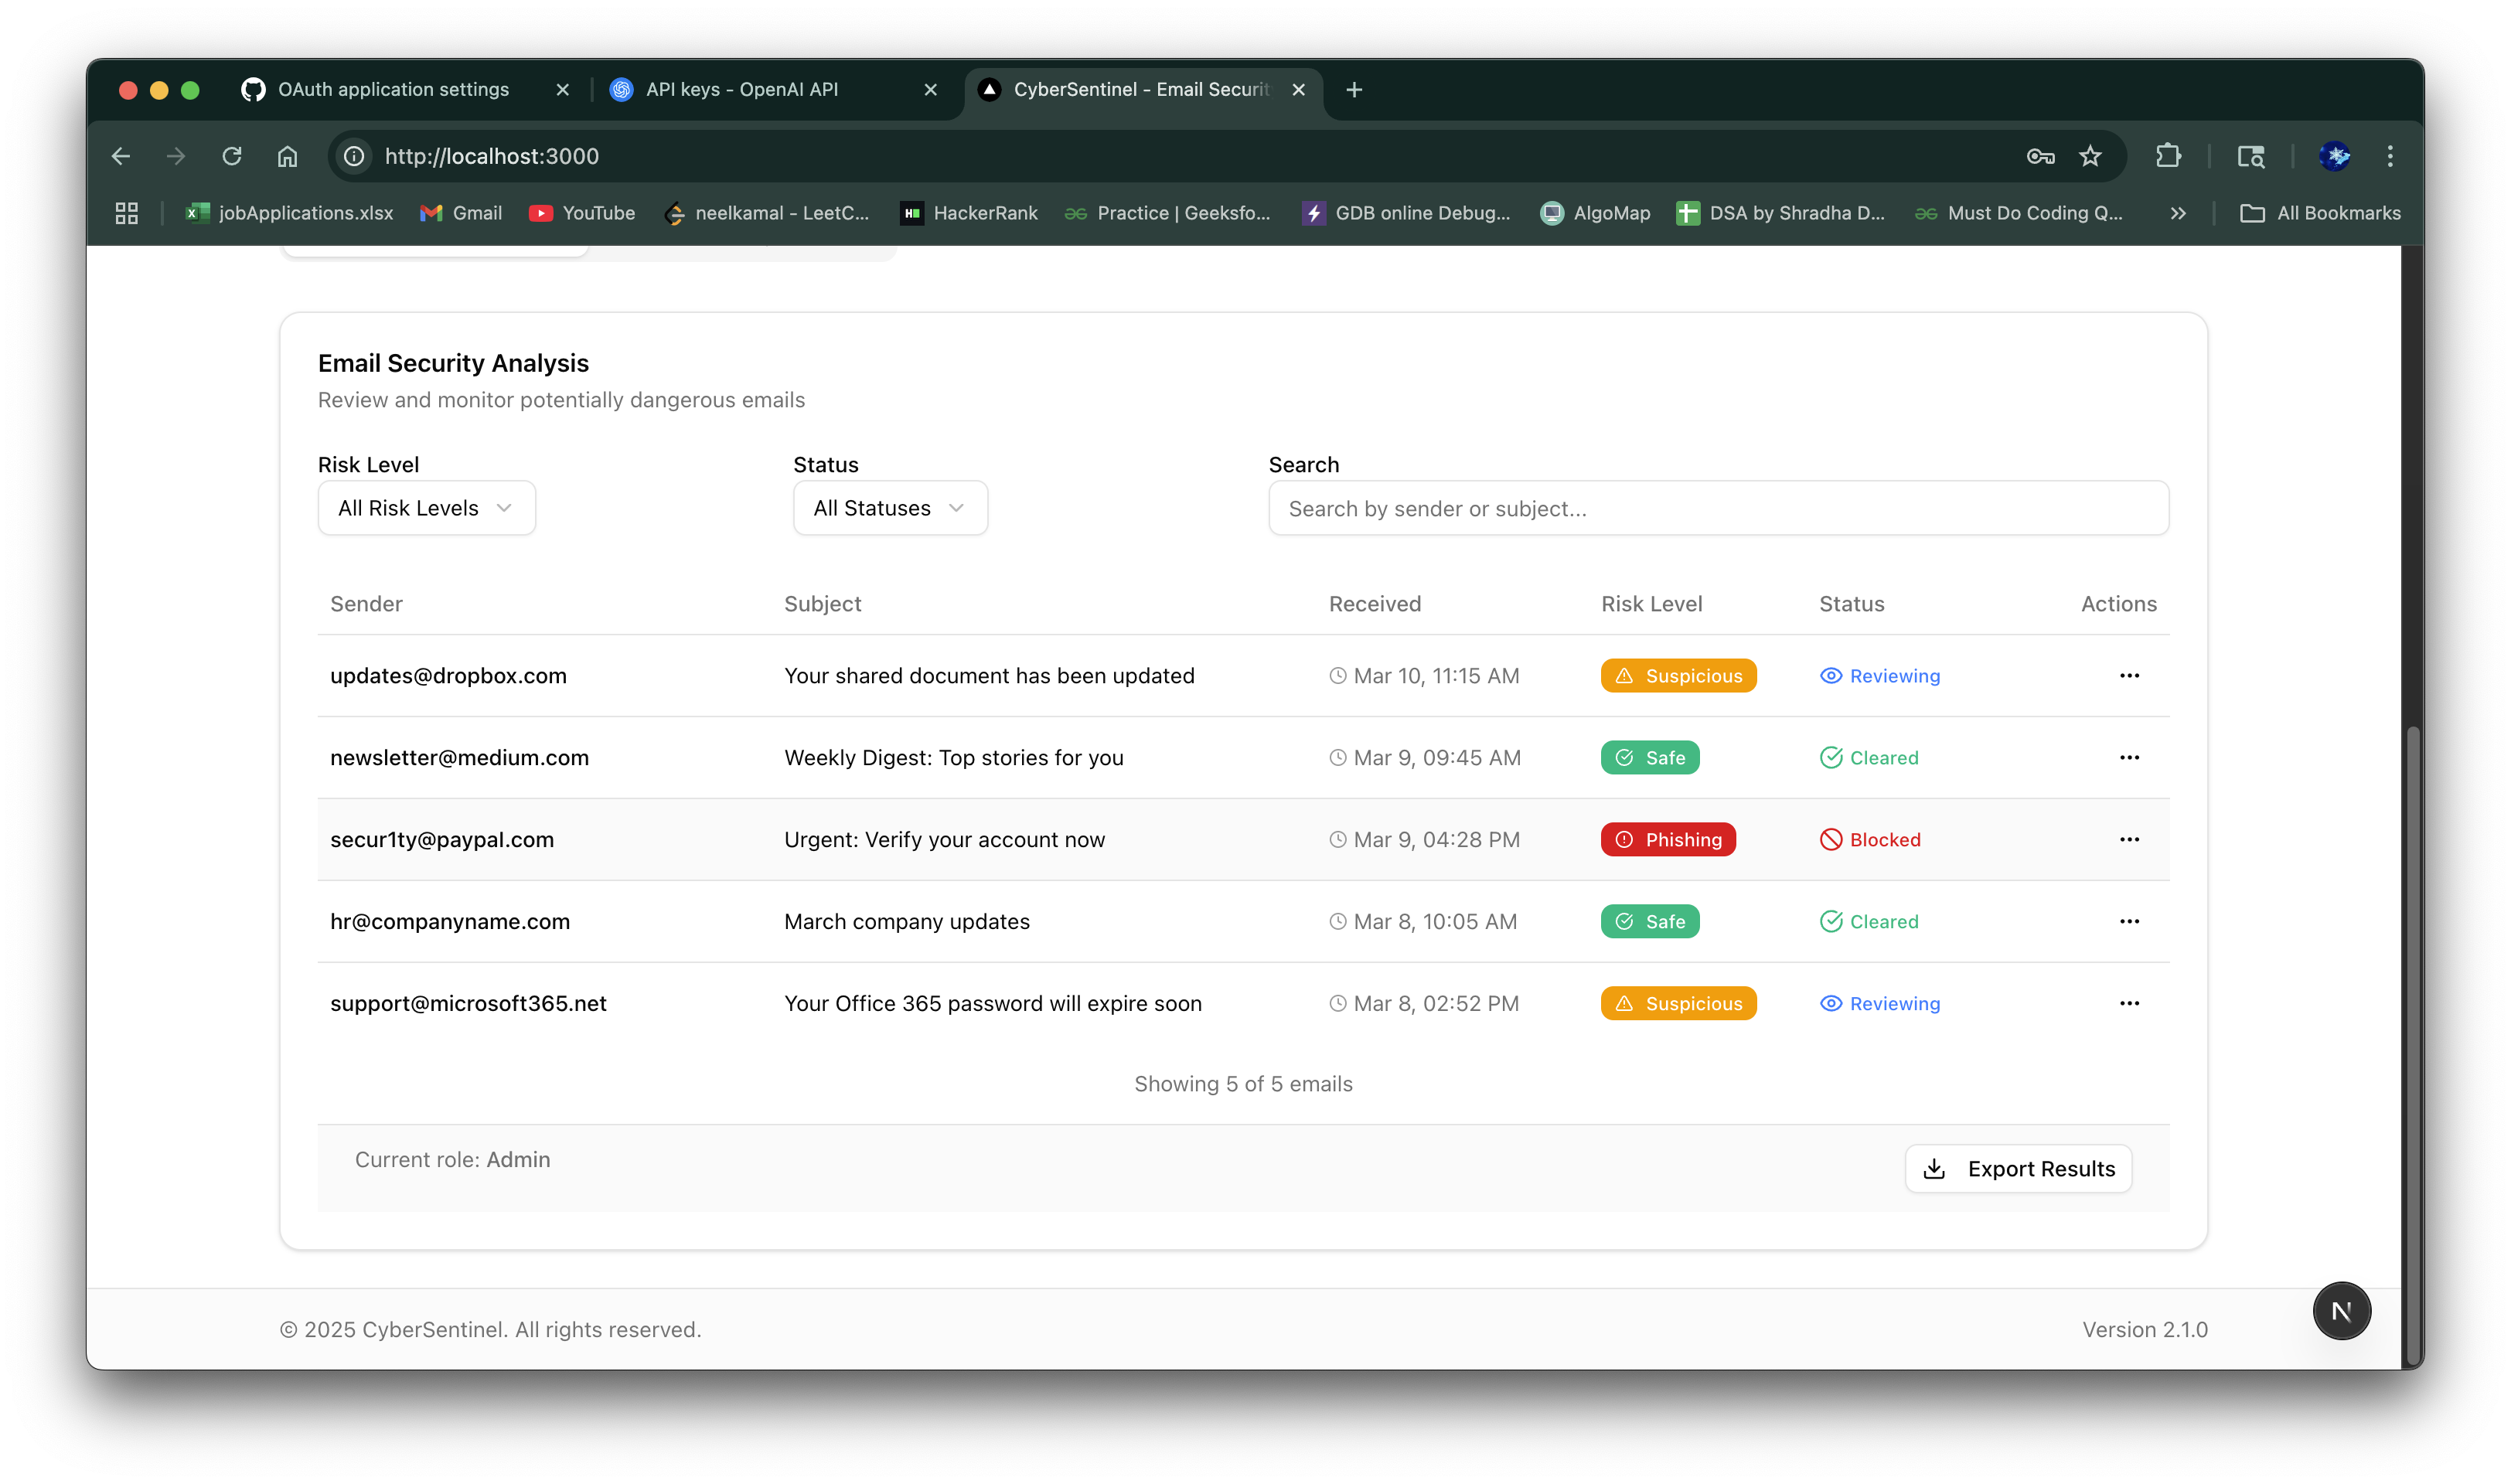 OAuth application settings
API keys - OpenAI API
CyberSentinel - Email Securit
http://localhost:3000
jobApplications.xlsx
Gmail
YouTube
neelkamal - LeetC...
HackerRank
Practice | Geeksfo...
GDB online Debug...
AlgoMap
DSA by Shradha D...
Must Do Coding Q...
All Bookmarks
Email Security Analysis
Review and monitor potentially dangerous emails
Risk Level Status Search
All Risk Levels All Statuses Search by sender or subject...
Sender Subject Received Risk Level Status Actions
updates@dropbox.com Your shared document has been updated Mar 10, 11:15 AM Suspicious Reviewing ...
newsletter@medium.com Weekly Digest: Top stories for you Mar 9, 09:45 AM Safe Cleared ...
secur1ty@paypal.com Urgent: Verify your account now Mar 9, 04:28 PM Phishing Blocked ...
hr@companyname.com March company updates Mar 8, 10:05 AM Safe Cleared ...
support@microsoft365.net Your Office 365 password will expire soon Mar 8, 02:52 PM Suspicious Reviewing ...
Showing 5 of 5 emails
Current role: Admin Export Results
© 2025 CyberSentinel. All rights reserved. Version 2.1.0
N